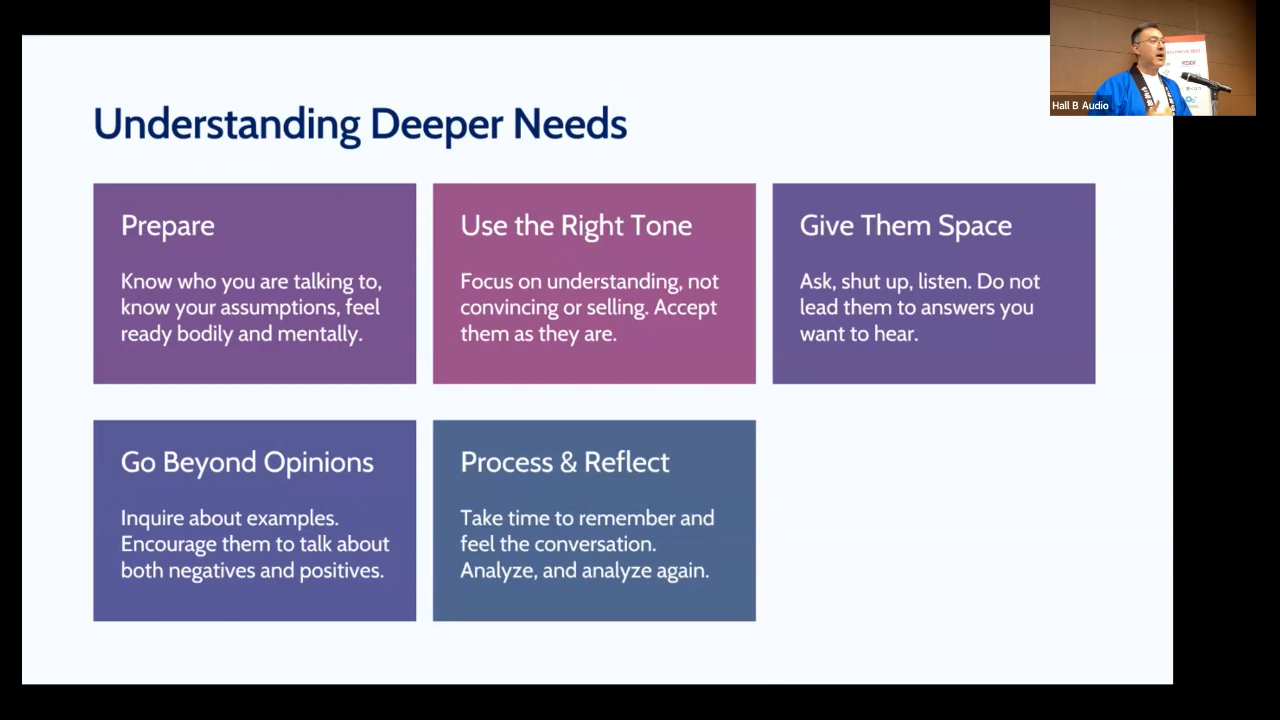 Understanding Deeper Needs
Prepare
Know who you are talking to,
know your assumptions, feel
ready bodily and mentally.
Use the Right Tone
Focus on understanding, not
convincing or selling. Accept
them as they are.
Give Them Space
Ask, shut up, listen. Do not
lead them to answers you
want to hear.
Go Beyond Opinions
Inquire about examples.
Encourage them to talk about
both negatives and positives.
Process & Reflect
Take time to remember and
feel the conversation.
Analyze, and analyze again.
Hall B Audio
KDDI